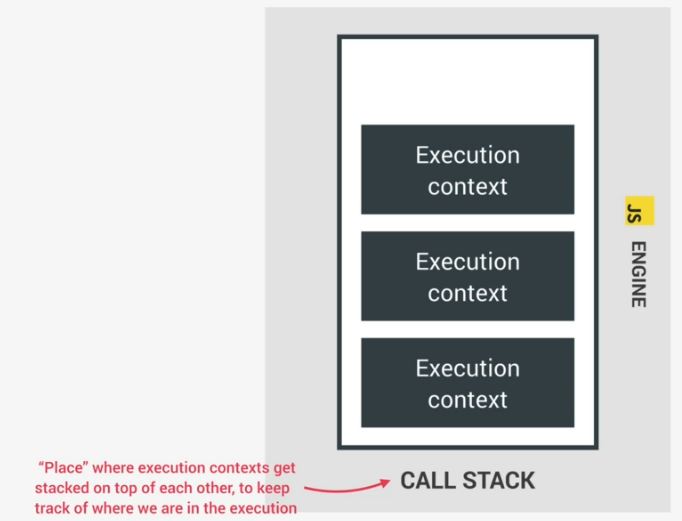 Execution
context
Execution
context
Execution
context
JS ENGINE
“Place” where execution contexts get
stacked on top of each other, to keep
track of where we are in the execution
CALL STACK